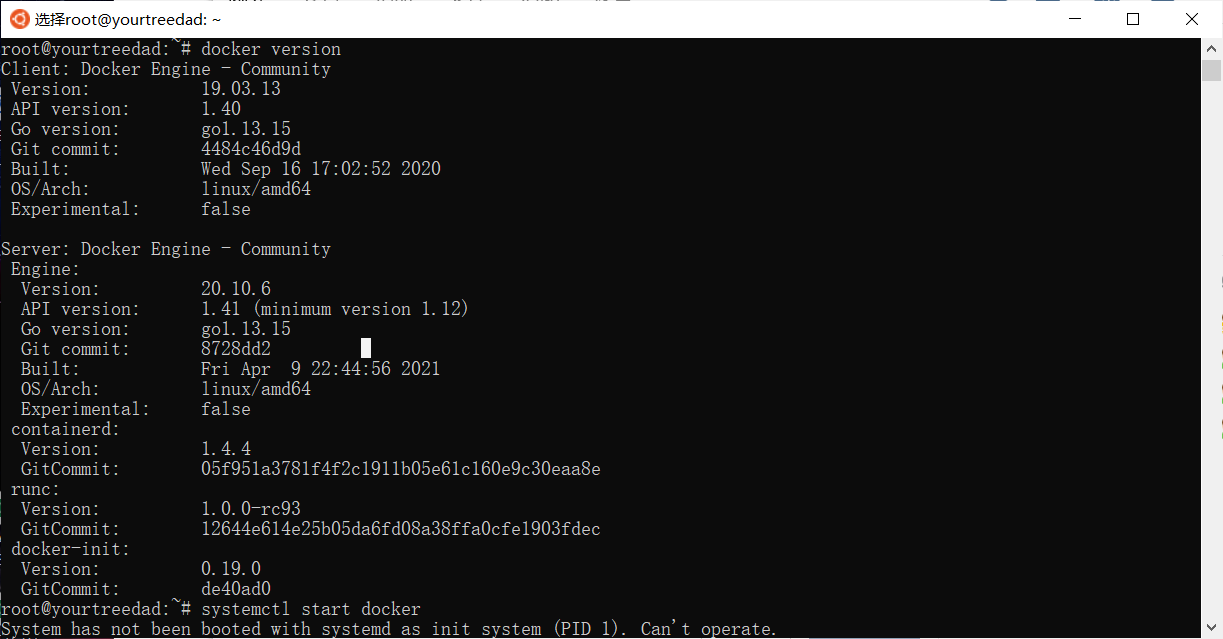 选择root@yourtreedad: ~
root@yourtreedad:~# docker version
Client: Docker Engine - Community
 Version:           19.03.13
 API version:       1.40
 Go version:        go1.13.15
 Git commit:        4484c46d9d
 Built:             Wed Sep 16 17:02:52 2020
 OS/Arch:           linux/amd64
 Experimental:      false

Server: Docker Engine - Community
 Engine:
  Version:          20.10.6
  API version:      1.41 (minimum version 1.12)
  Go version:       go1.13.15
  Git commit:       8728dd2
  Built:            Fri Apr  9 22:44:56 2021
  OS/Arch:          linux/amd64
  Experimental:     false
 containerd:
  Version:          1.4.4
  GitCommit:        05f951a3781f4f2c1911b05e61c160e9c30eaa8e
 runc:
  Version:          1.0.0-rc93
  GitCommit:        12644e614e25b05da6fd08a38ffa0cfe1903fdec
 docker-init:
  Version:          0.19.0
  GitCommit:        de40ad0
root@yourtreedad:~# systemctl start docker
System has not been booted with systemd as init system (PID 1). Can't operate.